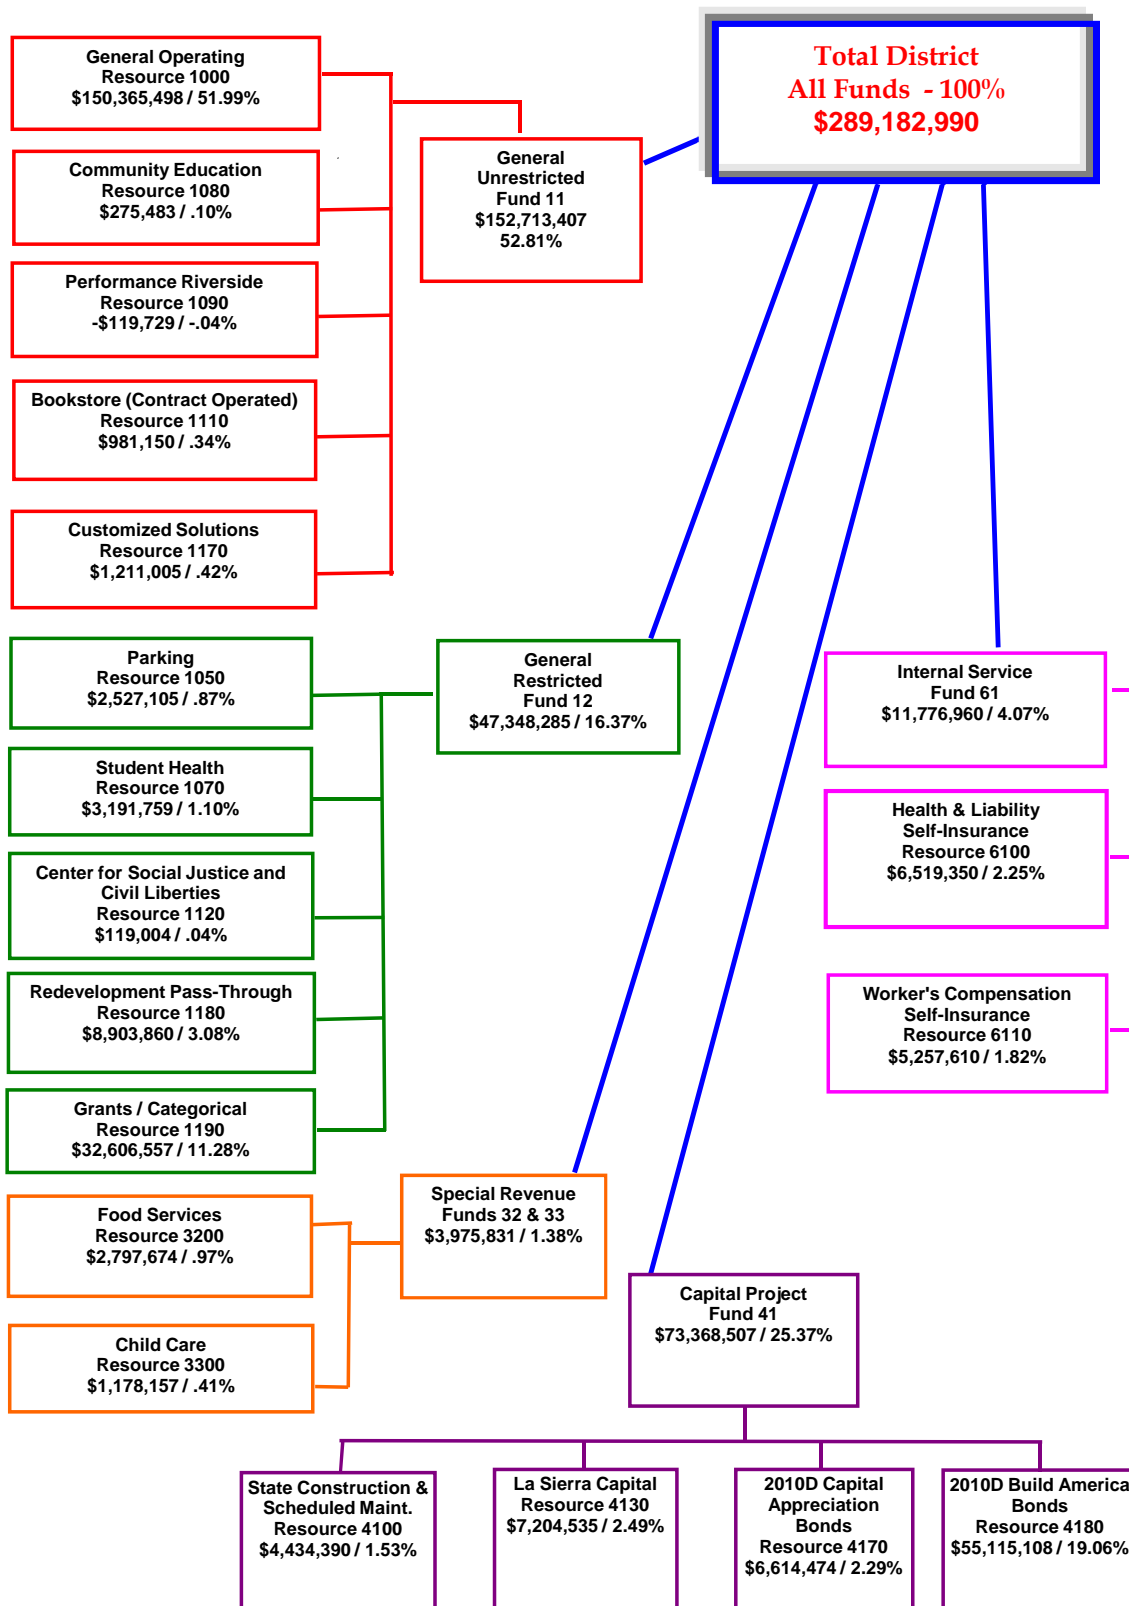 Total District
All Funds - 100%
$289,182,990
General Operating
Resource 1000
$150,365,498 / 51.99%
General
Unrestricted
Fund 11
$152,713,407
52.81%
Community Education
Resource 1080
$275,483 / .10%
Performance Riverside
Resource 1090
-$119,729 / -.04%
Bookstore (Contract Operated)
Resource 1110
$981,150 / .34%
Customized Solutions
Resource 1170
$1,211,005 / .42%
Parking
Resource 1050
$2,527,105 / .87%
General
Restricted
Fund 12
$47,348,285 / 16.37%
Internal Service
Fund 61
$11,776,960 / 4.07%
Student Health
Resource 1070
$3,191,759 / 1.10%
Health & Liability
Self-Insurance
Resource 6100
$6,519,350 / 2.25%
Center for Social Justice and
Civil Liberties
Resource 1120
$119,004 / .04%
Redevelopment Pass-Through
Resource 1180
$8,903,860 / 3.08%
Worker's Compensation
Self-Insurance
Resource 6110
$5,257,610 / 1.82%
Grants / Categorical
Resource 1190
$32,606,557 / 11.28%
Special Revenue
Funds 32 & 33
$3,975,831 / 1.38%
Food Services
Resource 3200
$2,797,674 / .97%
Child Care
Resource 3300
$1,178,157 / .41%
Capital Project
Fund 41
$73,368,507 / 25.37%
State Construction &
Scheduled Maint.
Resource 4100
$4,434,390 / 1.53%
La Sierra Capital
Resource 4130
$7,204,535 / 2.49%
2010D Capital
Appreciation
Bonds
Resource 4170
$6,614,474 / 2.29%
2010D Build America
Bonds
Resource 4180
$55,115,108 / 19.06%